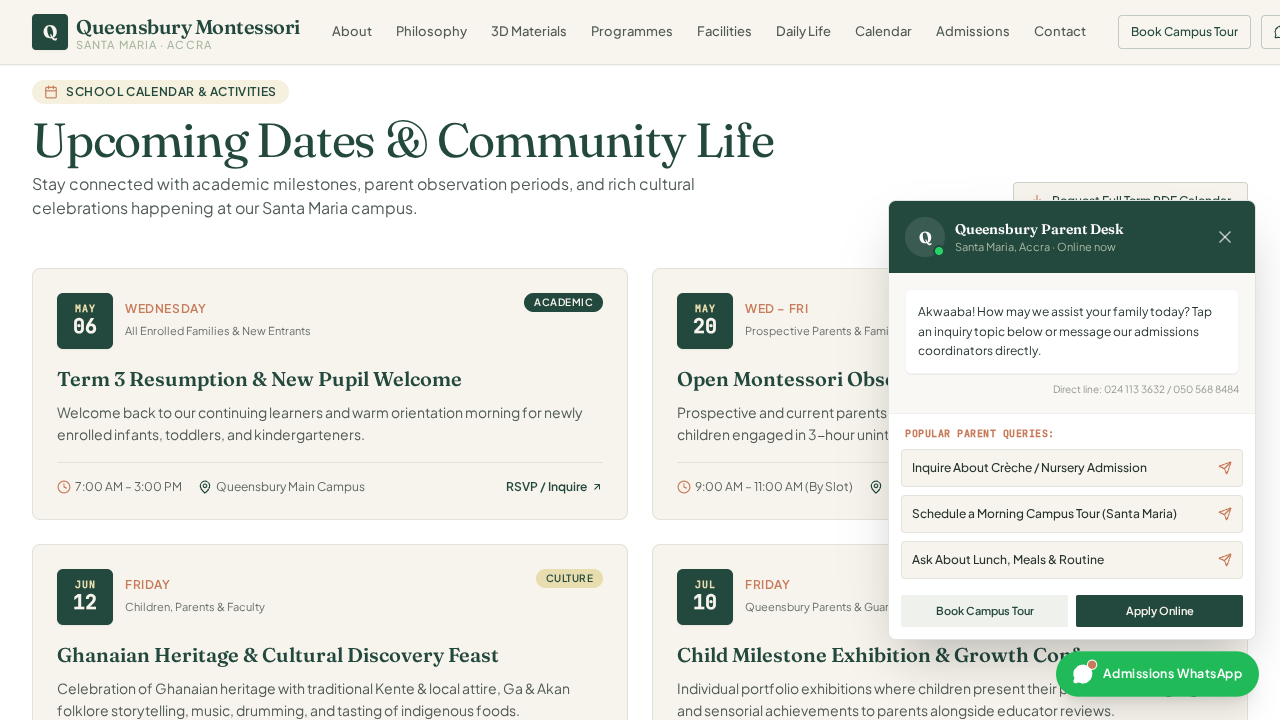 Q
Queensbury Montessori
SANTA MARIA · ACCRA
About
Philosophy
3D Materials
Programmes
Facilities
Daily Life
Calendar
Admissions
Contact
Book Campus Tour
SCHOOL CALENDAR & ACTIVITIES
Upcoming Dates & Community Life
Stay connected with academic milestones, parent observation periods, and rich cultural
celebrations happening at our Santa Maria campus.
Request Full Term PDF Calendar
MAY
06
WEDNESDAY
All Enrolled Families & New Entrants
ACADEMIC
Term 3 Resumption & New Pupil Welcome
Welcome back to our continuing learners and warm orientation morning for newly
enrolled infants, toddlers, and kindergarteners.
7:00 AM – 3:00 PM
Queensbury Main Campus
RSVP / Inquire
MAY
20
WED – FRI
Prospective Parents &
Open Montessori
Prospective and current parents
children engaged in 3-hour
9:00 AM – 11:00 AM (By Slot)
JUN
12
FRIDAY
Children, Parents & Faculty
CULTURE
Ghanaian Heritage & Cultural Discovery Feast
Celebration of Ghanaian heritage with traditional Kente & local attire, Ga & Akan
folklore storytelling, music, drumming, and tasting of indigenous foods.
JUL
10
FRIDAY
Queensbury Parents &
Child Milestone Exhibition & Growth
Individual portfolio exhibitions where children present their
and sensorial achievements to parents alongside educator reviews.
Q
Queensbury Parent Desk
Santa Maria, Accra · Online now
Akwaaba! How may we assist your family today? Tap
an inquiry topic below or message our admissions
coordinators directly.
Direct line: 024 113 3632 / 050 568 8484
POPULAR PARENT QUERIES:
Inquire About Crèche / Nursery Admission
Schedule a Morning Campus Tour (Santa Maria)
Ask About Lunch, Meals & Routine
Book Campus Tour
Apply Online
Admissions WhatsApp